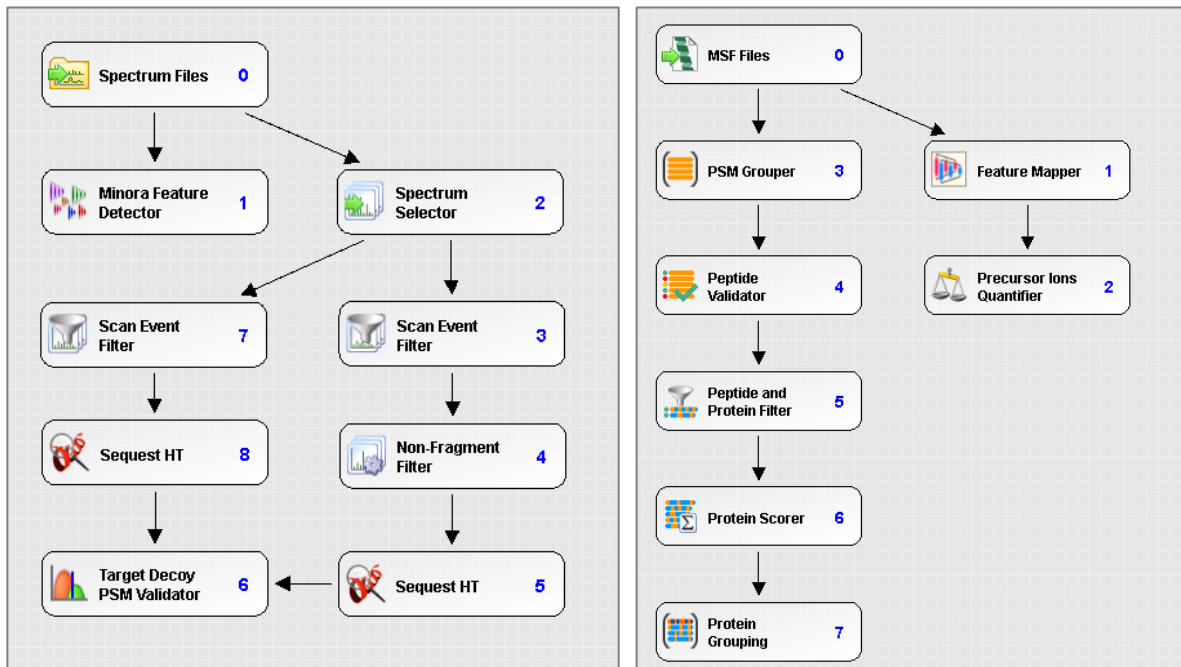 Spectrum Files 0
Minora Feature
Detector 1
Spectrum
Selector 2
Scan Event
Filter 7
Scan Event
Filter 3
Sequest HT 8
Non-Fragment
Filter 4
Target Decoy
PSM Validator 6
Sequest HT 5
MSF Files 0
PSM Grouper 3
Feature Mapper 1
Peptide
Validator 4
Precursor Ions
Quantifier 2
Peptide and
Protein Filter 5
Protein Scorer 6
Protein
Grouping 7